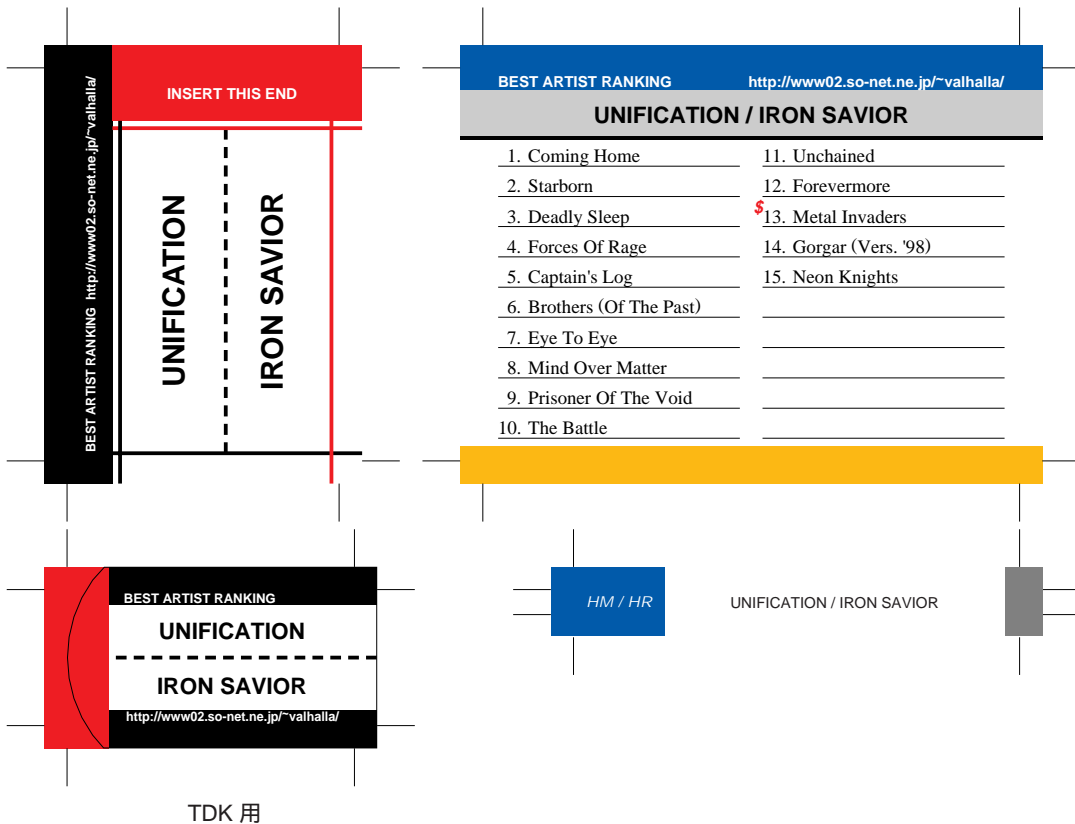 BEST ARTIST RANKING http://www02.so-net.ne.jp/~valhalla/
INSERT THIS END
UNIFICATION
IRON SAVIOR
BEST ARTIST RANKING http://www02.so-net.ne.jp/~valhalla/
UNIFICATION / IRON SAVIOR
1. Coming Home
2. Starborn
3. Deadly Sleep
4. Forces Of Rage
5. Captain's Log
6. Brothers (Of The Past)
7. Eye To Eye
8. Mind Over Matter
9. Prisoner Of The Void
10. The Battle
11. Unchained
12. Forevermore
$
13. Metal Invaders
14. Gorgar (Vers. '98)
15. Neon Knights
BEST ARTIST RANKING
UNIFICATION
IRON SAVIOR
http://www02.so-net.ne.jp/~valhalla/
TDK 用
HM / HR
UNIFICATION / IRON SAVIOR